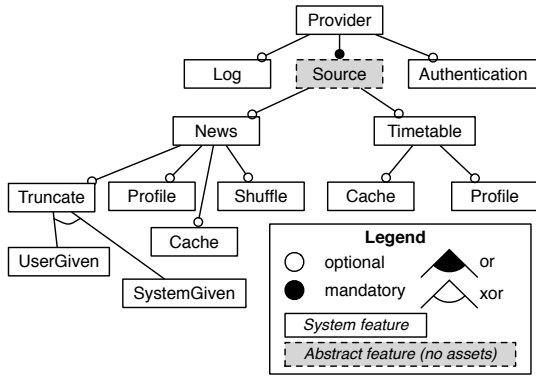 Provider
Log
Source
Authentication
News
Timetable
Truncate
Profile
Shuffle
Cache
Profile
Cache
UserGiven
SystemGiven
Legend
optional
or
mandatory
xor
System feature
Abstract feature (no assets)